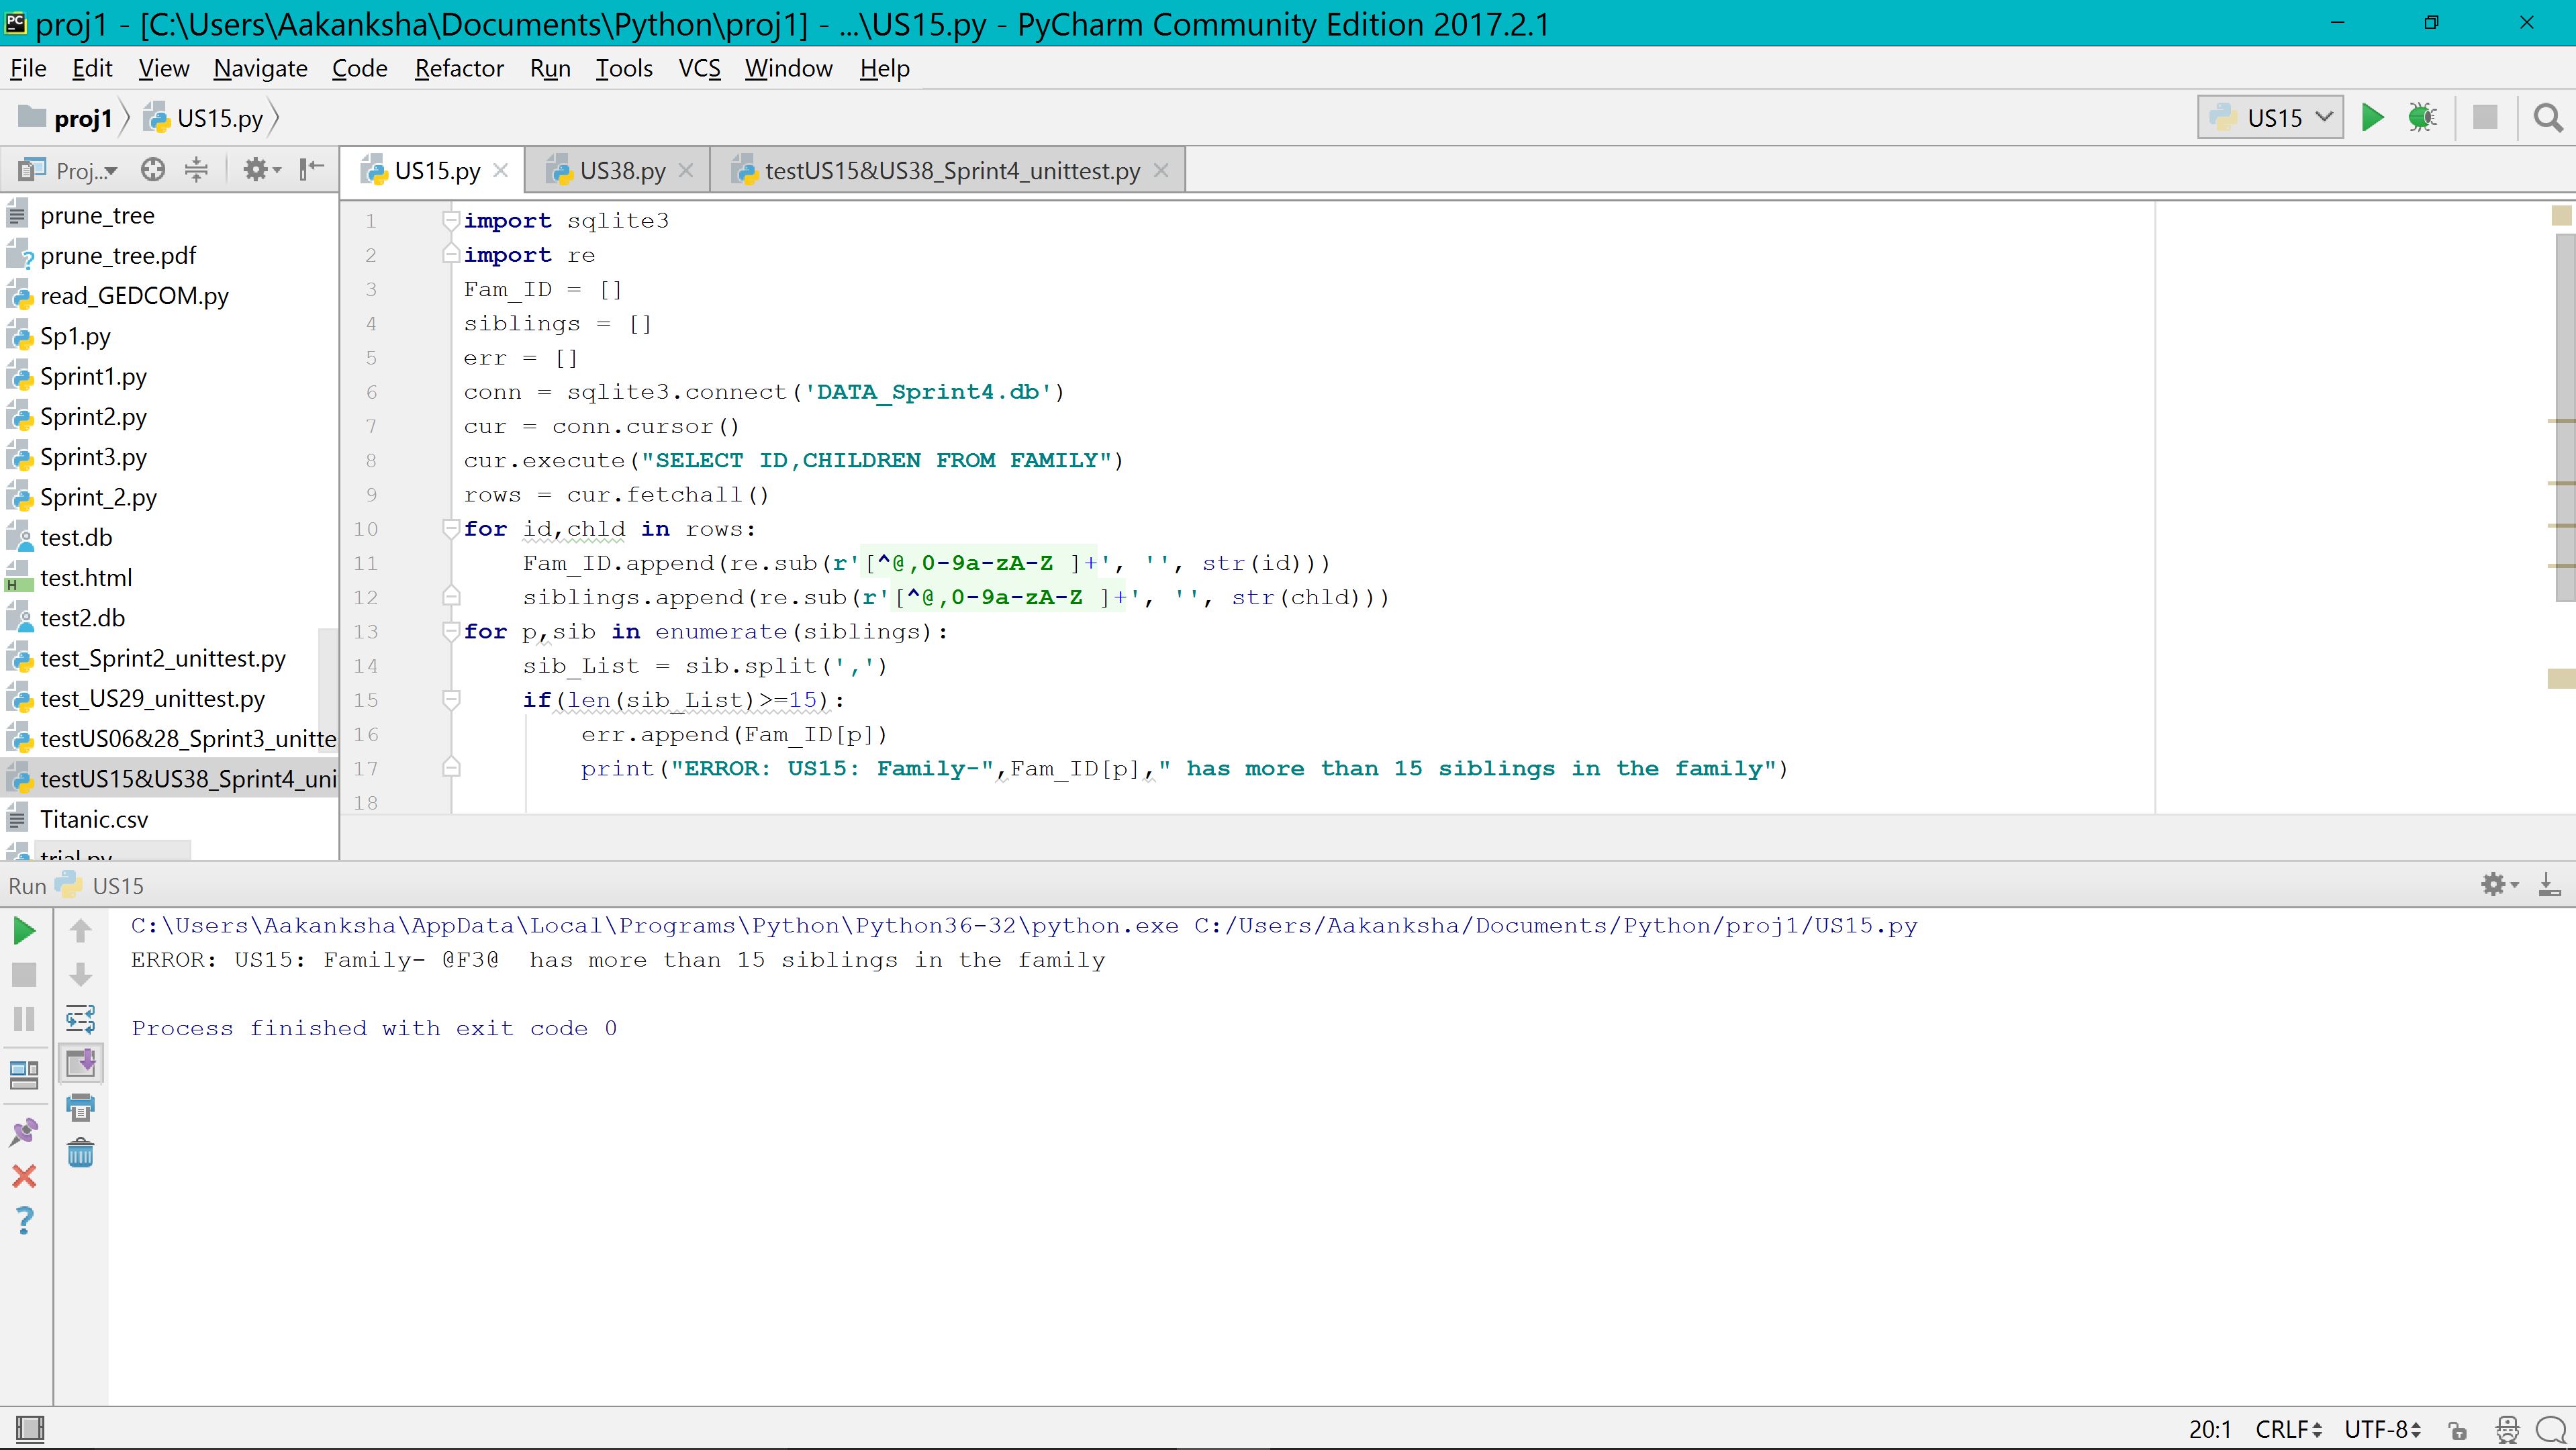 PC proj1 - [C:\Users\Aakanksha\Documents\Python\proj1] - ...\US15.py - PyCharm Community Edition 2017.2.1
File Edit View Navigate Code Refactor Run Tools VCS Window Help
proj1 US15.py US15
Proj... US15.py US38.py testUS15&US38_Sprint4_unittest.py
prune_tree
prune_tree.pdf
read_GEDCOM.py
Sp1.py
Sprint1.py
Sprint2.py
Sprint3.py
Sprint_2.py
test.db
test.html
test2.db
test_Sprint2_unittest.py
test_US29_unittest.py
testUS06&28_Sprint3_unitte
testUS15&US38_Sprint4_uni
Titanic.csv
trial.py
1 import sqlite3
2 import re
3 Fam_ID = []
4 siblings = []
5 err = []
6 conn = sqlite3.connect('DATA_Sprint4.db')
7 cur = conn.cursor()
8 cur.execute("SELECT ID,CHILDREN FROM FAMILY")
9 rows = cur.fetchall()
10 for id,chld in rows:
11 Fam_ID.append(re.sub(r'[^@,0-9a-zA-Z ]+', '', str(id)))
12 siblings.append(re.sub(r'[^@,0-9a-zA-Z ]+', '', str(chld)))
13 for p,sib in enumerate(siblings):
14 sib_List = sib.split(',')
15 if(len(sib_List)>=15):
16 err.append(Fam_ID[p])
17 print("ERROR: US15: Family-",Fam_ID[p]," has more than 15 siblings in the family")
18
Run US15
C:\Users\Aakanksha\AppData\Local\Programs\Python\Python36-32\python.exe C:/Users/Aakanksha/Documents/Python/proj1/US15.py
ERROR: US15: Family- @F3@  has more than 15 siblings in the family
Process finished with exit code 0
20:1 CRLF UTF-8